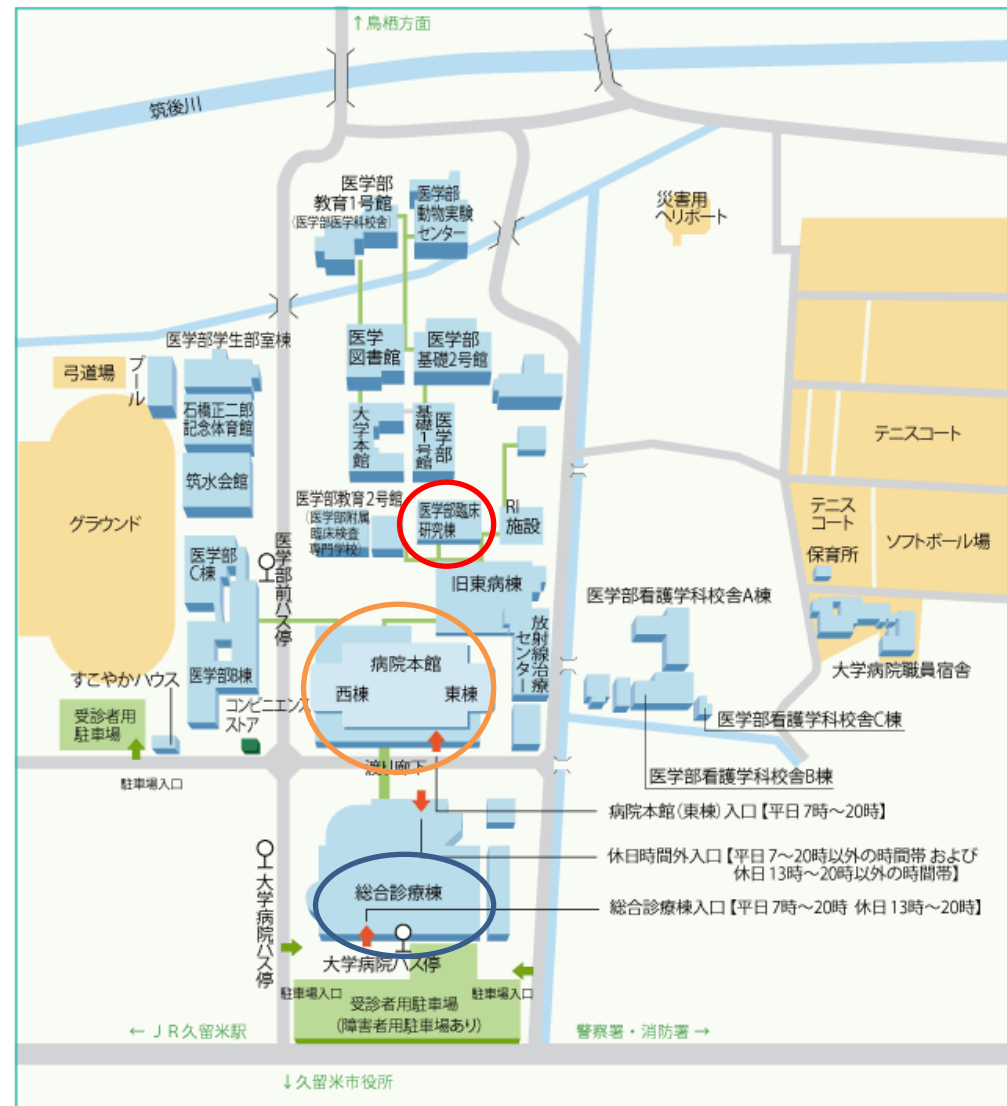 ↑鳥栖方面
筑後川
医学部
教育1号館
(医学部医学科校舎)
医学部
動物実験
センター
災害用
ヘリポート
医学部学生部室棟
医学
図書館
医学部
基礎2号館
弓道場
プール
石橋正二郎
記念体育館
大学本館
医学部
基礎1号館
テニスコート
筑水会館
グラウンド
医学部教育2号館
(医学部附属
臨床検査
専門学校)
医学部臨床
研究棟
RI
施設
テニス
コート
ソフトボール場
保育所
医学部前バス停
医学部
C棟
旧東病棟
医学部看護学科校舎A棟
放射線治療
センター
病院本館
西棟
東棟
大学病院職員宿舎
すこやかハウス
医学部B棟
受診者用
駐車場
コンビニエンス
ストア
医学部看護学科校舎C棟
駐車場入口
渡り廊下
医学部看護学科校舎B棟
病院本館(東棟)入口【平日7時～20時】
休日時間外入口【平日7～20時以外の時間帯 および
休日13時～20時以外の時間帯】
大学病院バス停
総合診療棟
総合診療棟入口【平日7時～20時 休日13時～20時】
大学病院バス停
駐車場入口
駐車場入口
受診者用駐車場
(障害者用駐車場あり)
← JR久留米駅
警察署・消防署 →
↓久留米市役所